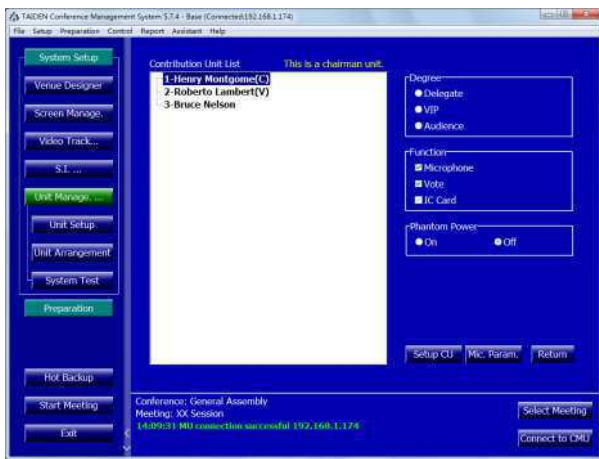 TAIDEN Conference Management System 5.7.4 - Base (Connected:192.168.1.174)
File Setup Preparation Control Report Assistant Help
System Setup
Venue Designer
Screen Manage.
Video Track...
S.I. ...
Unit Manage. ...
Unit Setup
Unit Arrangement
System Test
Preparation
Hot Backup
Start Meeting
Exit
Contribution Unit List
This is a chairman unit.
1-Henry Montgome(C)
2-Roberto Lambert(V)
3-Bruce Nelson
Degree
Delegate
VIP
Audience
Function
Microphone
Vote
IC Card
Phantom Power
On Off
Setup CU Mic. Param. Return
Conference: General Assembly
Meeting: XX Session
14:09:31 MU connection successful 192.168.1.174
Select Meeting
Connect to CMU